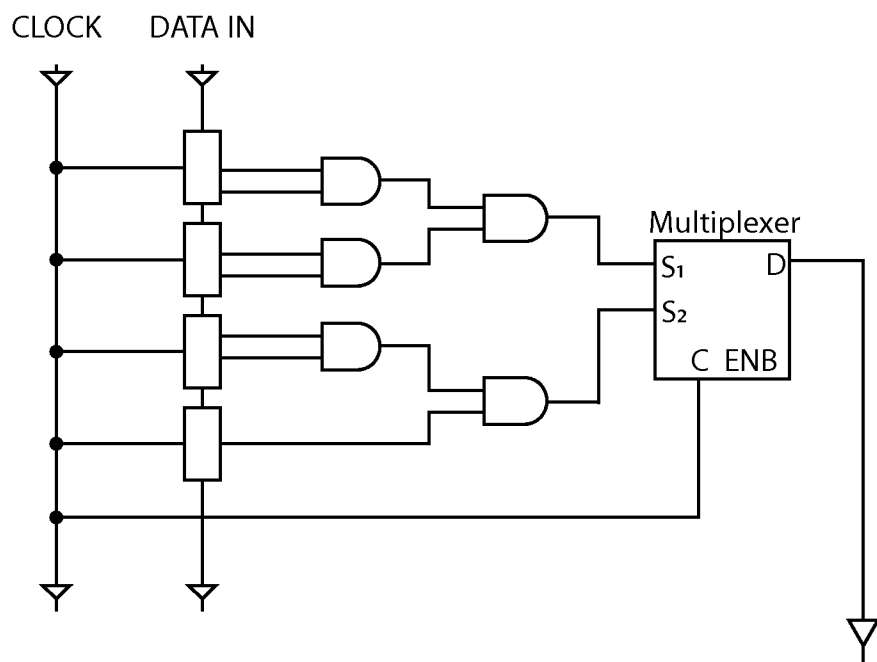 CLOCK DATA IN
Multiplexer
S₁ D
S₂
C ENB